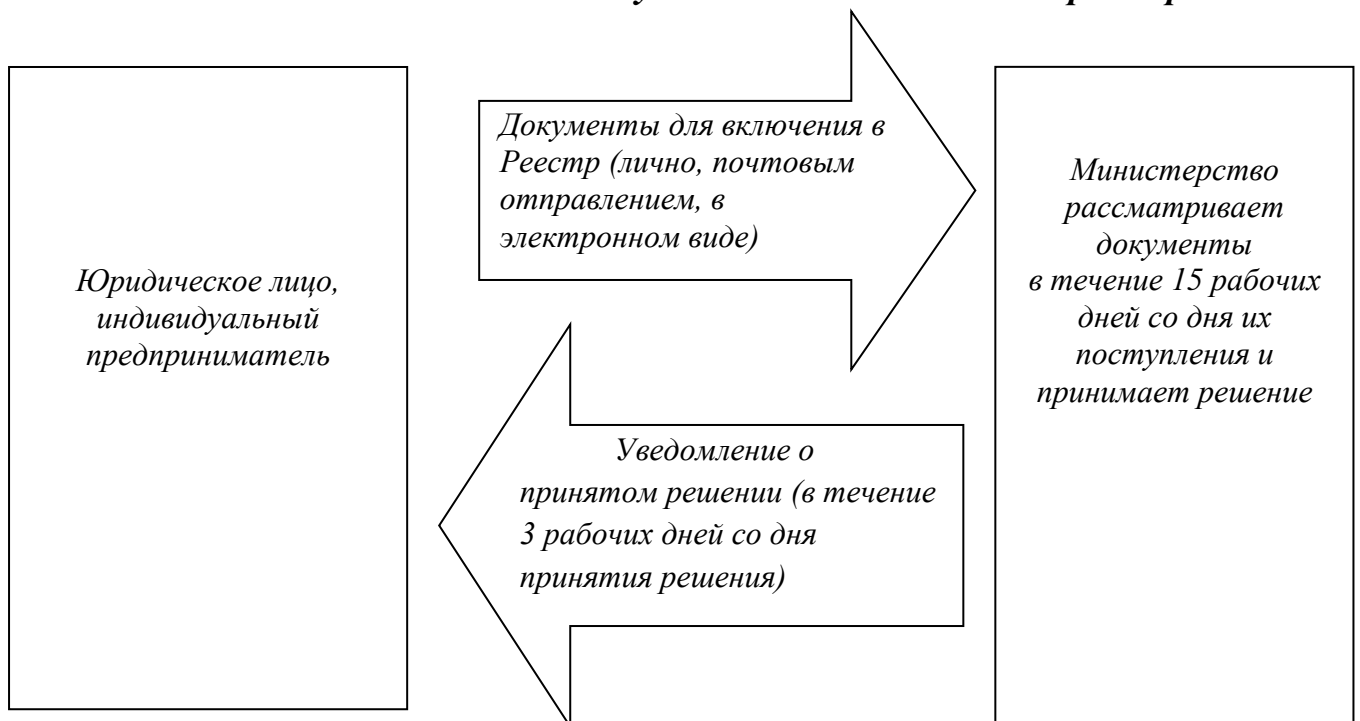 Юридическое лицо,
индивидуальный
предприниматель
Документы для включения в
Реестр (лично, почтовым
отправлением, в
электронном виде)
Уведомление о
принятом решении (в течение
3 рабочих дней со дня
принятия решения)
Министерство
рассматривает
документы
в течение 15 рабочих
дней со дня их
поступления и
принимает решение